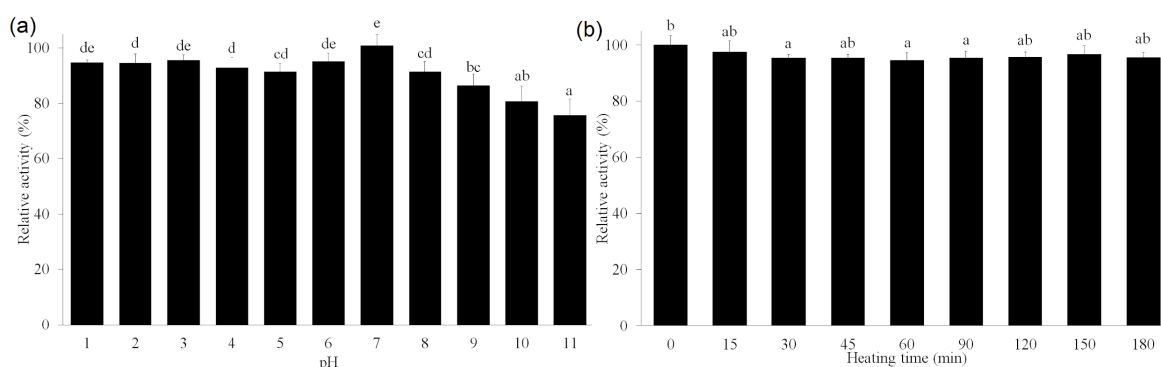 (a)
Relative activity (%)
100
80
60
40
20
0
de
d
de
d
cd
de
e
cd
bc
ab
a
1 2 3 4 5 6 7 8 9 10 11
pH
(b)
Relative activity (%)
100
80
60
40
20
0
b
ab
a
ab
a
a
ab
ab
ab
0 15 30 45 60 90 120 150 180
Heating time (min)